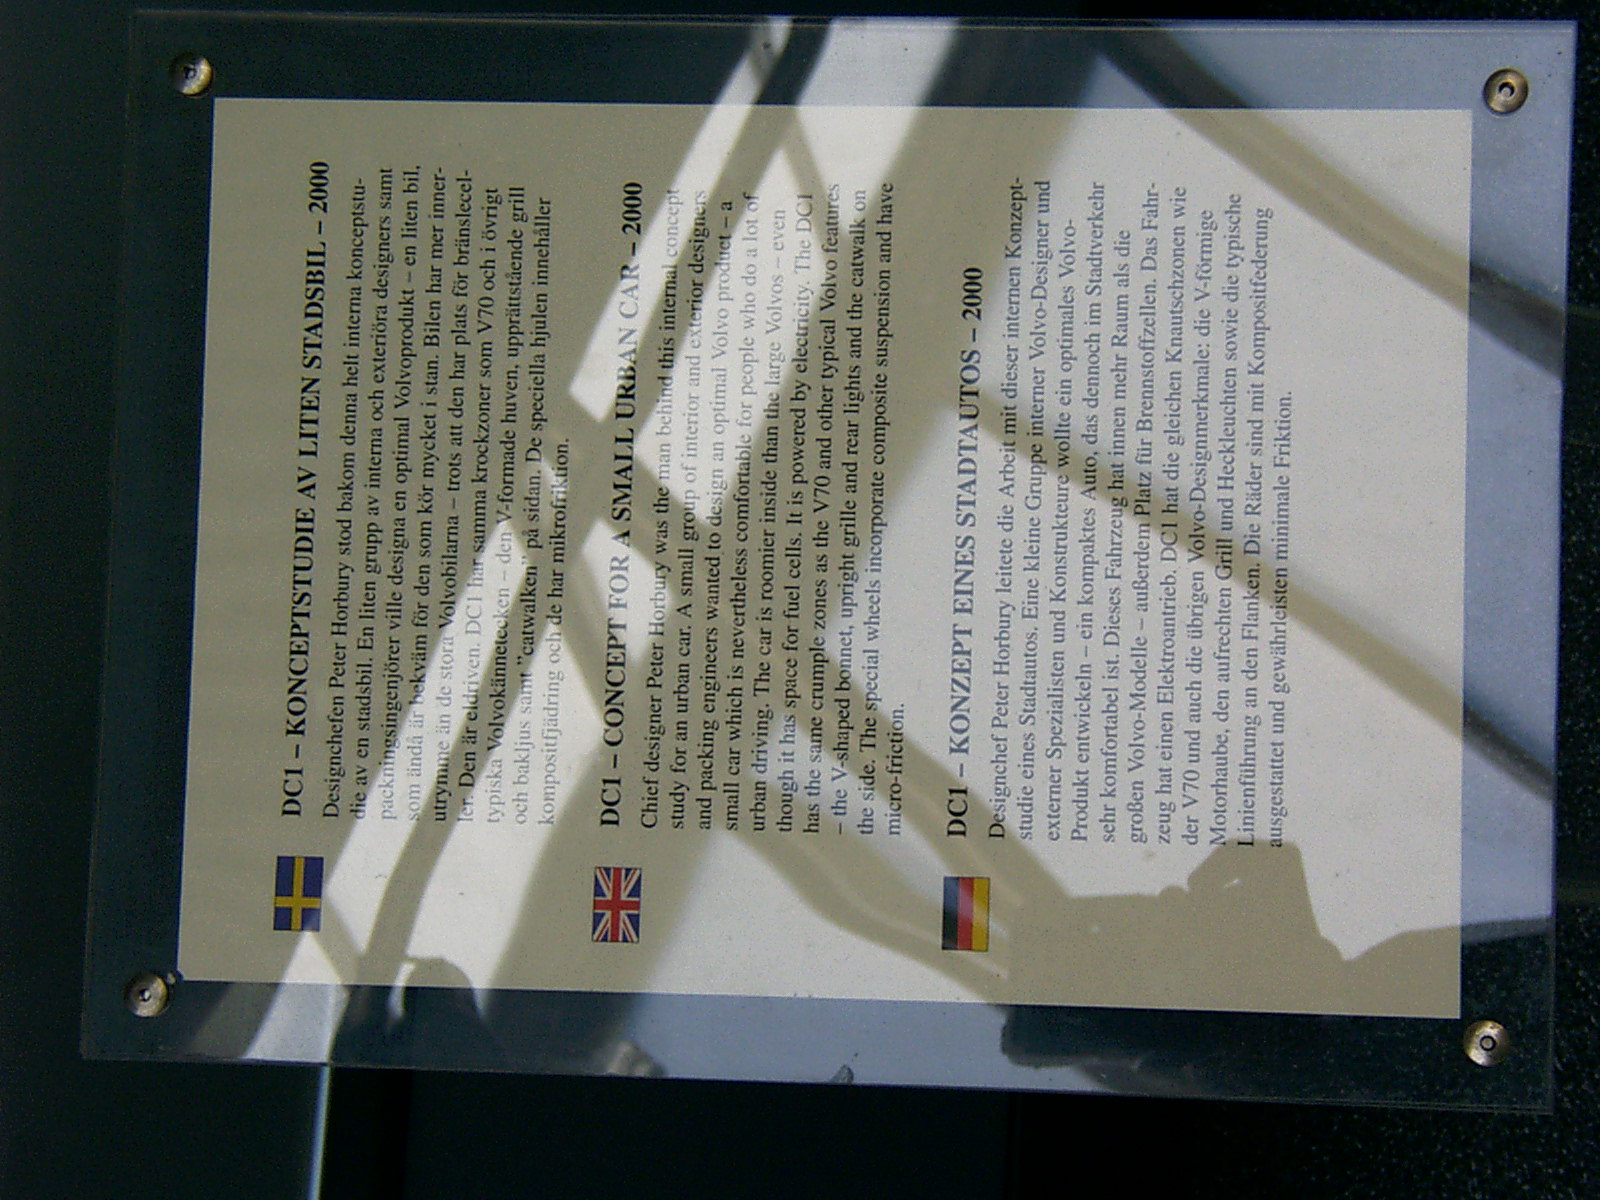 DC1 – KONCEPTSTUDIE AV LITEN STADSBIL – 2000
Designchefen Peter Horbury stod bakom denna helt interna konceptstu-
die av en stadsbil. En liten grupp av interna och exteriöra designers samt
packningsingenjörer ville designa en optimal Volvoprodukt – en liten bil,
som ändå är bekväm för den som kör mycket i stan. Bilen har mer inner-
utrymme än de stora Volvobilarna – trots att den har plats för bränslecel-
ler. Den är eldriven. DC1 har samma krockzoner som V70 och i övrigt
typiska Volvokännetecken – den V-formade huven, upprättstående grill
och bakljus samt ”catwalken” på sidan. De speciella hjulen innehåller
kompositfjädring och de har mikrofriktion.
DC1 – CONCEPT FOR A SMALL URBAN CAR – 2000
Chief designer Peter Horbury was the man behind this internal concept
study for an urban car. A small group of interior and exterior designers
and packing engineers wanted to design an optimal Volvo product – a
small car which is nevertheless comfortable for people who do a lot of
urban driving. The car is roomier inside than the large Volvos – even
though it has space for fuel cells. It is powered by electricity. The DC1
has the same crumple zones as the V70 and other typical Volvo features
– the V-shaped bonnet, upright grille and rear lights and the catwalk on
the side. The special wheels incorporate composite suspension and have
micro-friction.
DC1 – KONZEPT EINES STADTAUTOS – 2000
Designchef Peter Horbury leitete die Arbeit mit dieser internen Konzept-
studie eines Stadtautos. Eine kleine Gruppe interner Volvo-Designer und
externer Spezialisten und Konstrukteure wollte ein optimales Volvo-
Produkt entwickeln – ein kompaktes Auto, das dennoch im Stadtverkehr
sehr komfortabel ist. Dieses Fahrzeug hat innen mehr Raum als die
großen Volvo-Modelle – außerdem Platz für Brennstoffzellen. Das Fahr-
zeug hat einen Elektroantrieb. DC1 hat die gleichen Knautschzonen wie
der V70 und auch die übrigen Volvo-Designmerkmale: die V-förmige
Motorhaube, den aufrechten Grill und Heckleuchten sowie die typische
Linienführung an den Flanken. Die Räder sind mit Kompositfederung
ausgestattet und gewährleisten minimale Friktion.